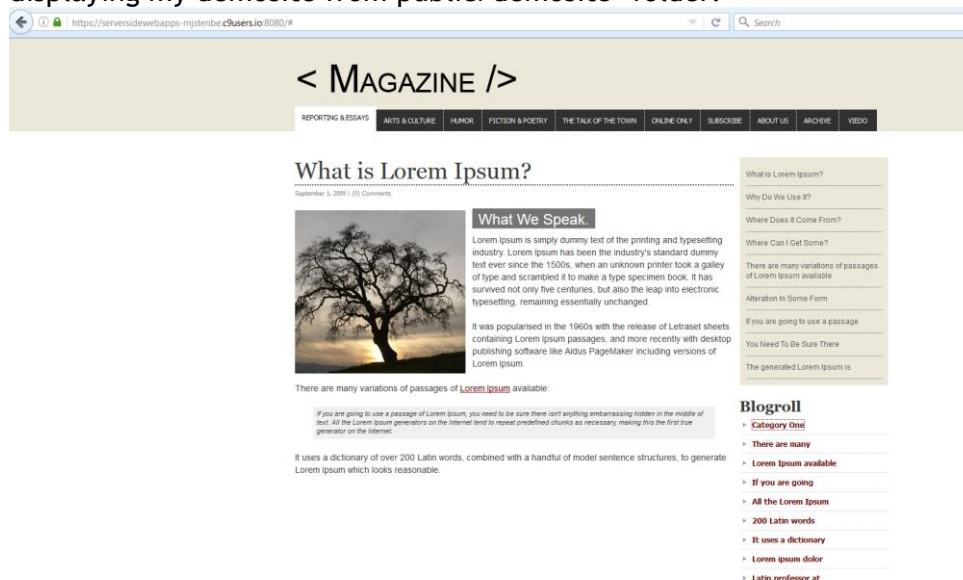 displaying my demosite from public/demosite -folder.
https://serversidewebapps-mjstenbe.c9users.io:8080/#
Search
< MAGAZINE />
REPORTING & ESSAYS ARTS & CULTURE HUMOR FICTION & POETRY THE TALK OF THE TOWN ONLINE ONLY SUBSCRIBE ABOUT US ARCHIVE VIEDO
What is Lorem Ipsum?
September 1, 2009 | [0] Comments
What We Speak.
Lorem Ipsum is simply dummy text of the printing and typesetting
industry. Lorem Ipsum has been the industry's standard dummy
text ever since the 1500s, when an unknown printer took a galley
of type and scrambled it to make a type specimen book. It has
survived not only five centuries, but also the leap into electronic
typesetting, remaining essentially unchanged.
It was popularised in the 1960s with the release of Letraset sheets
containing Lorem Ipsum passages, and more recently with desktop
publishing software like Aldus PageMaker including versions of
Lorem Ipsum.
There are many variations of passages of Lorem Ipsum available:
If you are going to use a passage of Lorem Ipsum, you need to be sure there isn't anything embarrassing hidden in the middle of
text. All the Lorem Ipsum generators on the Internet tend to repeat predefined chunks as necessary, making this the first true
generator on the Internet.
It uses a dictionary of over 200 Latin words, combined with a handful of model sentence structures, to generate
Lorem Ipsum which looks reasonable.
What is Lorem Ipsum?
Why Do We Use It?
Where Does It Come From?
Where Can I Get Some?
There are many variations of passages
of Lorem Ipsum available
Alteration In Some Form
If you are going to use a passage
You Need To Be Sure There
The generated Lorem Ipsum is
Blogroll
Category One
There are many
Lorem Ipsum available
If you are going
All the Lorem Ipsum
200 Latin words
It uses a dictionary
Lorem ipsum dolor
Latin professor at